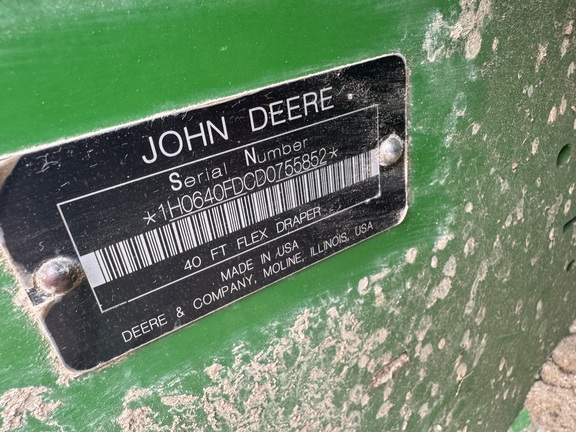 JOHN DEERE
Serial Number
*1H0640FDCD0755852*
40 FT FLEX DRAPER
MADE IN USA
DEERE & COMPANY, MOLINE, ILLINOIS, USA